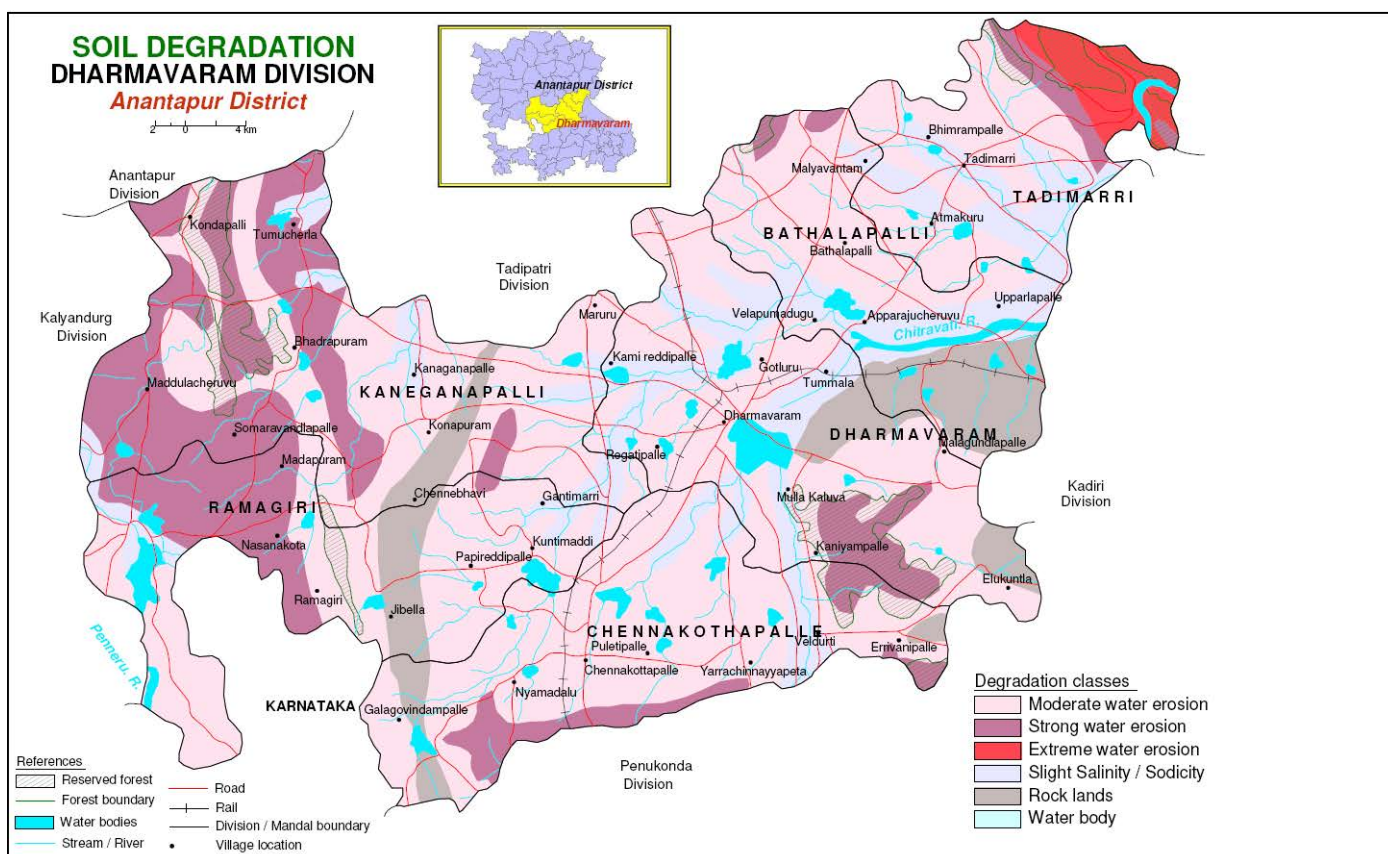 SOIL DEGRADATION
DHARMAVARAM DIVISION
Anantapur District
2 0 4 km
Anantapur District
Dharmavaram
Anantapur
Division
Kalyandurg
Division
Tadipatri
Division
Kadiri
Division
Penukonda
Division
KARNATAKA
TADIMARRI
BATHALAPALLI
KANEGANAPALLI
DHARMAVARAM
RAMAGIRI
CHENNAKOTHAPALLE
Bhimrampalle
Malyavantam
Tadimarri
Atmakuru
Bathalapalli
Kondapalli
Tumucherla
Upparlapalle
Maruru
Velapumadugu
Apparajucheruvu
Chitravati. R.
Bhadrapuram
Kami reddipalle
Gotluru
Kanaganapalle
Tummala
Maddulacheruvu
Dharmavaram
Somaravandlapalle
Konapuram
Regatipalle
Malagundlapalle
Madapuram
Chennebhavi
Gantimarri
Mulla Kaluva
Nasanakota
Kuntimaddi
Kaniyampalle
Papireddipalle
Elukuntla
Ramagiri
Jibella
Veldurti
Errivanipalle
Puletipalle
Chennakottapalle
Yarrachinnayyapeta
Penneru. R.
Nyamadalu
Galagovindampalle
References
Reserved forest
Forest boundary
Water bodies
Stream / River
Road
Rail
Division / Mandal boundary
Village location
Degradation classes
Moderate water erosion
Strong water erosion
Extreme water erosion
Slight Salinity / Sodicity
Rock lands
Water body